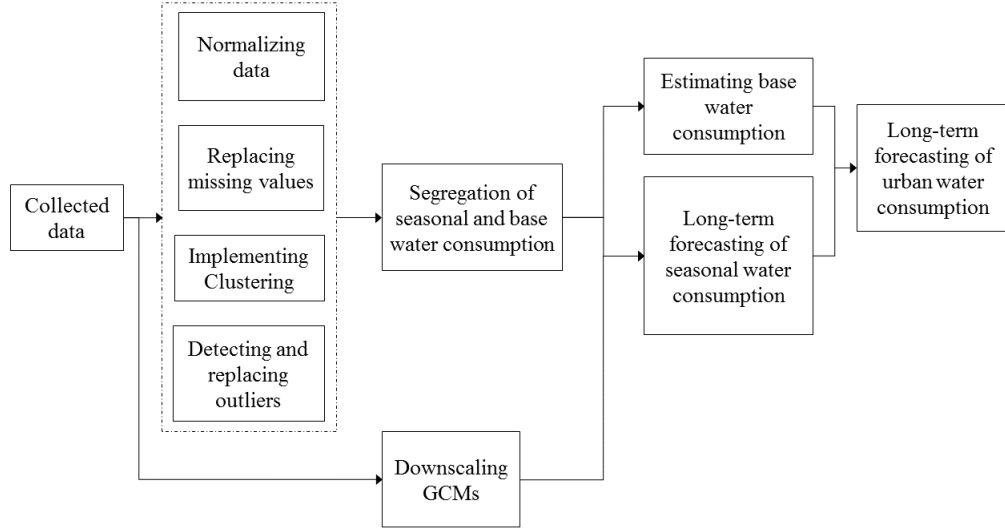 Collected
data
Normalizing
data
Replacing
missing values
Implementing
Clustering
Detecting and
replacing
outliers
Segregation of
seasonal and base
water consumption
Downscaling
GCMs
Estimating base
water
consumption
Long-term
forecasting of
seasonal water
consumption
Long-term
forecasting of
urban water
consumption